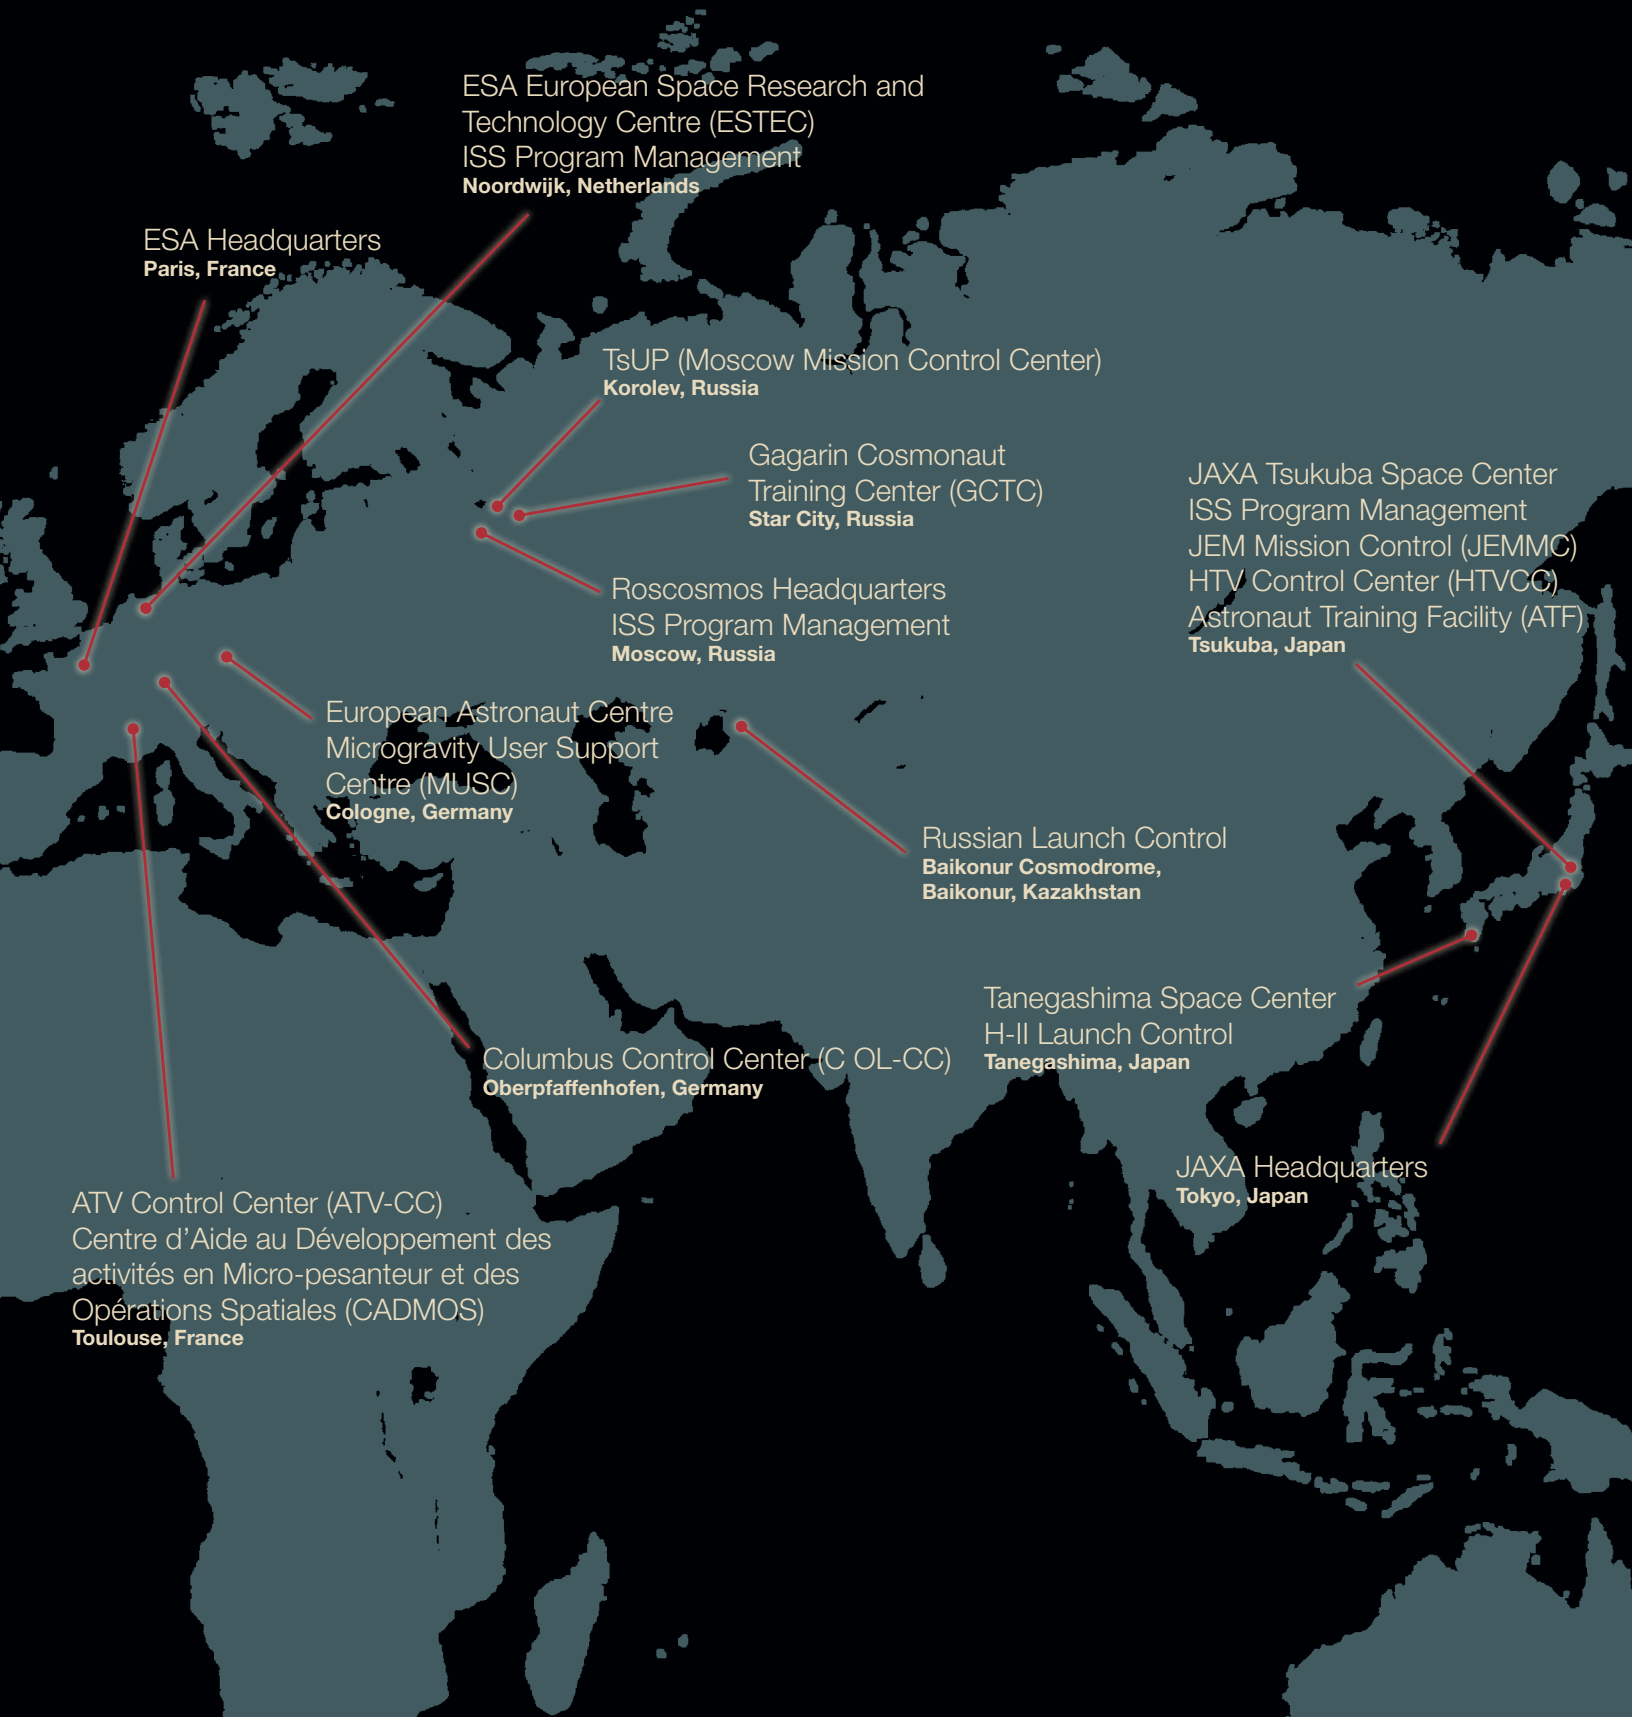 ESA European Space Research and
Technology Centre (ESTEC)
ISS Program Management
Noordwijk, Netherlands
ESA Headquarters
Paris, France
TsUP (Moscow Mission Control Center)
Korolev, Russia
Gagarin Cosmonaut
Training Center (GCTC)
Star City, Russia
JAXA Tsukuba Space Center
ISS Program Management
JEM Mission Control (JEMMC)
HTV Control Center (HTVCC)
Astronaut Training Facility (ATF)
Tsukuba, Japan
Roscosmos Headquarters
ISS Program Management
Moscow, Russia
European Astronaut Centre
Microgravity User Support
Centre (MUSC)
Cologne, Germany
Russian Launch Control
Baikonur Cosmodrome,
Baikonur, Kazakhstan
Tanegashima Space Center
H-II Launch Control
Tanegashima, Japan
Columbus Control Center (C OL-CC)
Oberpfaffenhofen, Germany
JAXA Headquarters
Tokyo, Japan
ATV Control Center (ATV-CC)
Centre d’Aide au Développement des
activités en Micro-pesanteur et des
Opérations Spatiales (CADMOS)
Toulouse, France